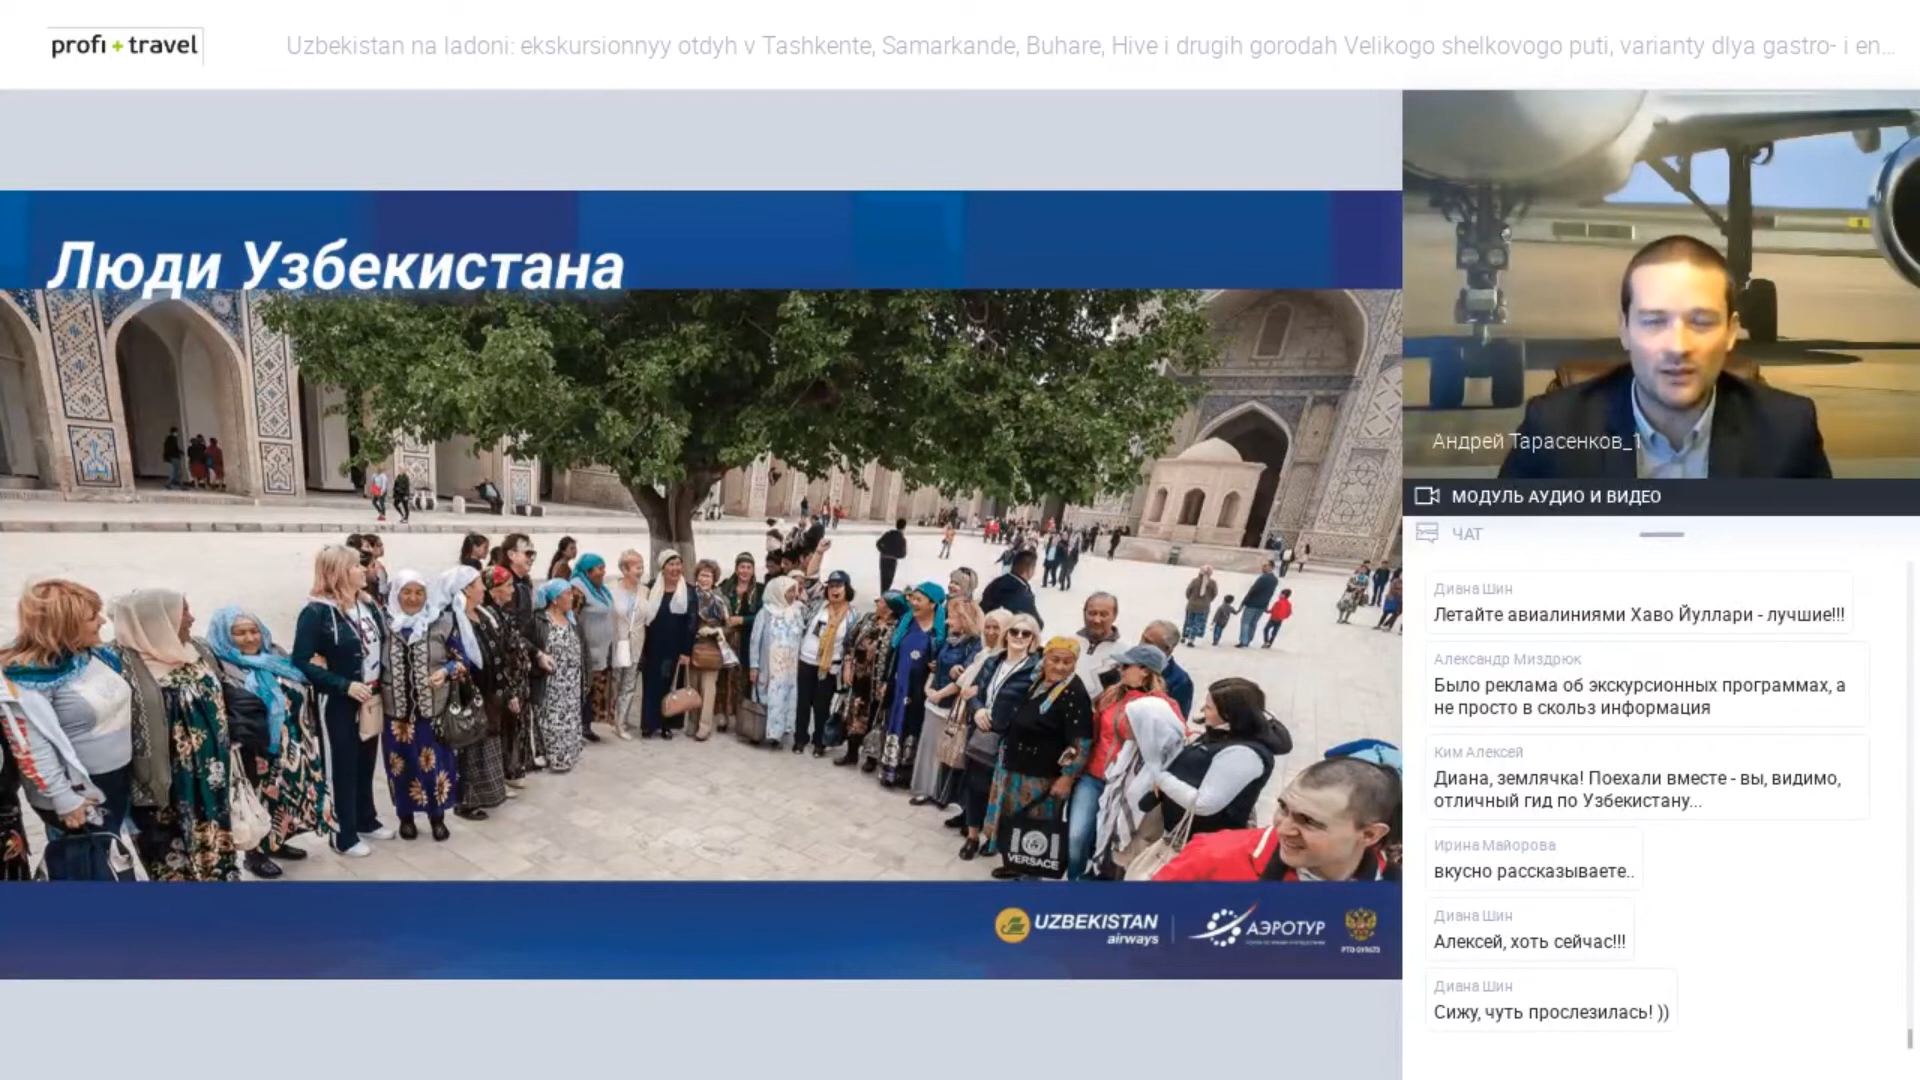 profi + travel
Uzbekistan na ladoni: ekskursionnyy otdyh v Tashkente, Samarkande, Buhare, Hive i drugih gorodah Velikogo shelkovogo puti, varianty dlya gastro- i en...
Люди Узбекистана
VERSACE
UZBEKISTAN
airways
АЭРОТУР
Андрей Тарасенков_1
МОДУЛЬ АУДИО И ВИДЕО
ЧАТ
Диана Шин
Летайте авиалиниями Хаво Йуллари - лучшие!!!
Александр Миздрюк
Было реклама об экскурсионных программах, а
не просто в скользь информация
Ким Алексей
Диана, землячка! Поехали вместе - вы, видимо,
отличный гид по Узбекистану...
Ирина Майорова
вкусно рассказываете..
Диана Шин
Алексей, хоть сейчас!!!
Диана Шин
Сижу, чуть прослезилась! ))